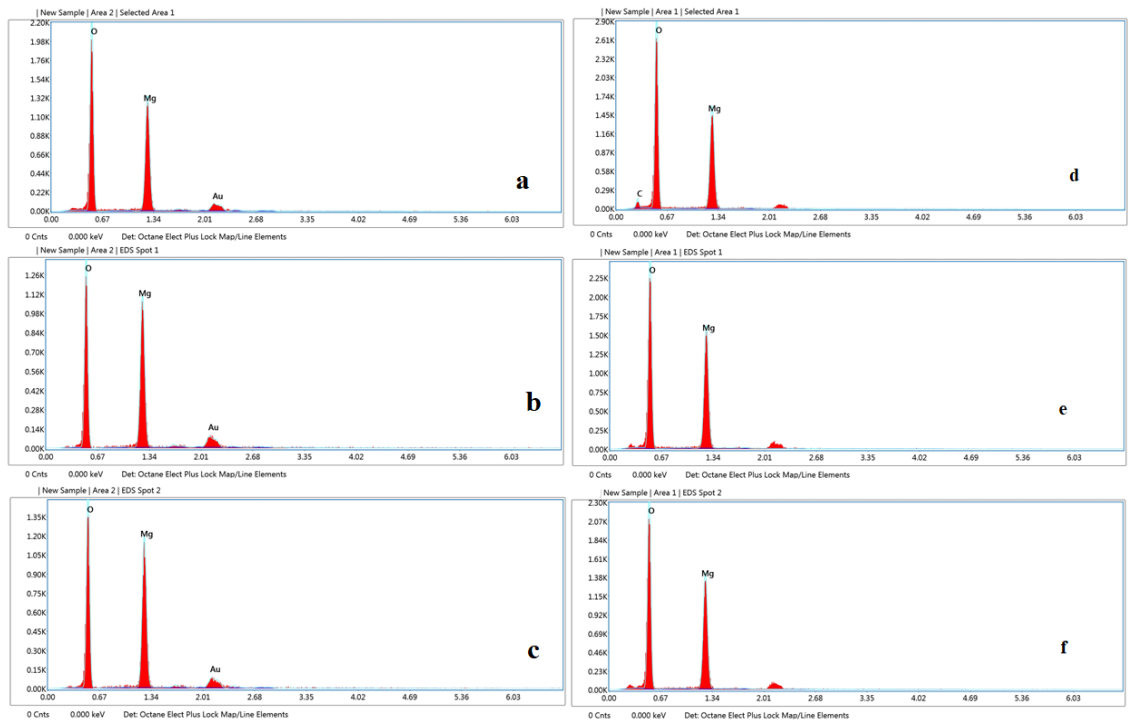 | New Sample | Area 2 | Selected Area 1
2.20K
1.98K
1.76K
1.54K
1.32K
1.10K
0.88K
0.66K
0.44K
0.22K
0.00K
O
Mg
Au
a
0.00 0.67 1.34 2.01 2.68 3.35 4.02 4.69 5.36 6.03
0 Cnts 0.000 keV Det: Octane Elect Plus Lock Map/Line Elements
| New Sample | Area 2 | EDS Spot 1
1.26K
1.12K
0.98K
0.84K
0.70K
0.56K
0.42K
0.28K
0.14K
0.00K
O
Mg
Au
b
0.00 0.67 1.34 2.01 2.68 3.35 4.02 4.69 5.36 6.03
0 Cnts 0.000 keV Det: Octane Elect Plus Lock Map/Line Elements
| New Sample | Area 2 | EDS Spot 2
1.35K
1.20K
0.90K
0.75K
0.60K
0.45K
0.30K
0.15K
0.00K
O
Mg
Au
c
0.00 0.67 1.34 2.01 2.68 3.35 4.02 4.69 5.36 6.03
0 Cnts 0.000 keV Det: Octane Elect Plus Lock Map/Line Elements
| New Sample | Area 1 | Selected Area 1
2.90K
2.61K
2.32K
2.03K
1.74K
1.45K
1.16K
0.87K
0.58K
0.29K
0.00K
C
O
Mg
d
0.00 0.67 1.34 2.01 2.68 3.35 4.02 4.69 5.36 6.03
0 Cnts 0.000 keV Det: Octane Elect Plus Lock Map/Line Elements
| New Sample | Area 1 | EDS Spot 1
2.25K
2.00K
1.75K
1.50K
1.25K
1.00K
0.75K
0.50K
0.25K
0.00K
O
Mg
e
0.00 0.67 1.34 2.01 2.68 3.35 4.02 4.69 5.36 6.03
0 Cnts 0.000 keV Det: Octane Elect Plus Lock Map/Line Elements
New Sample | Area 1 | EDS Spot 2
2.30K
2.07K
1.84K
1.61K
1.38K
1.15K
0.92K
0.69K
0.46K
0.23K
0.00K
O
Mg
f
0.00 0.67 1.34 2.01 2.68 3.35 4.02 4.69 5.36 6.03
0 Cnts 0.000 keV Det: Octane Elect Plus Lock Map/Line Elements